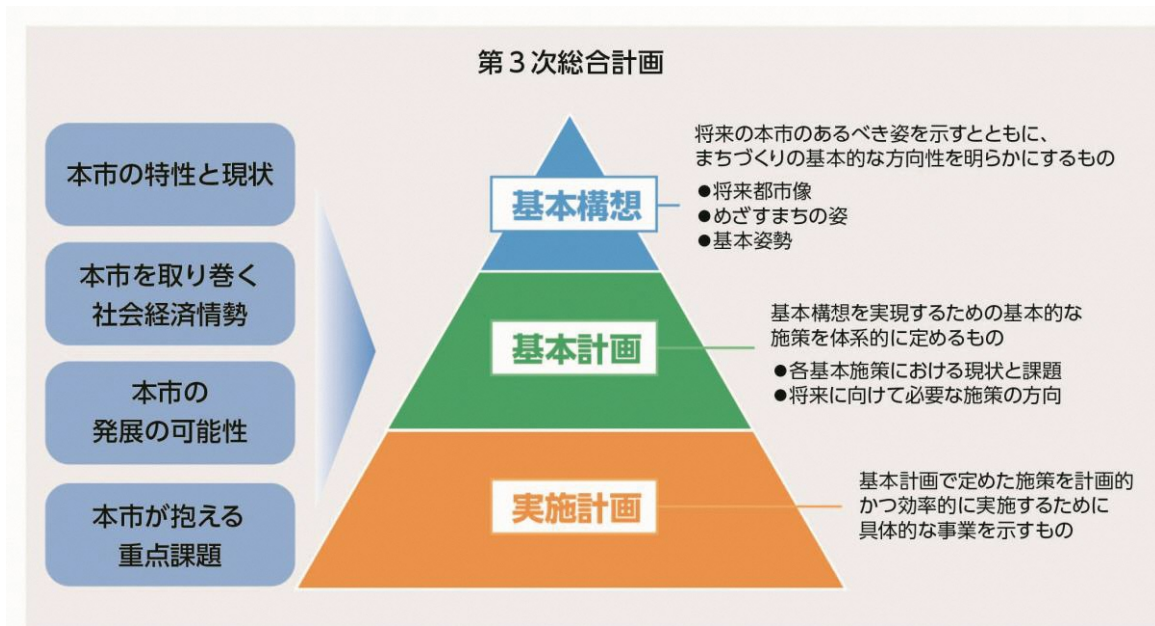 第3次総合計画
本市の特性と現状
本市を取り巻く
社会経済情勢
本市の
発展の可能性
本市が抱える
重点課題
基本構想
将来の本市のあるべき姿を示すとともに、
まちづくりの基本的な方向性を明らかにするもの
●将来都市像
●めざすまちの姿
●基本姿勢
基本計画
基本構想を実現するための基本的な
施策を体系的に定めるもの
●各基本施策における現状と課題
●将来に向けて必要な施策の方向
実施計画
基本計画で定めた施策を計画的
かつ効率的に実施するために
具体的な事業を示すもの